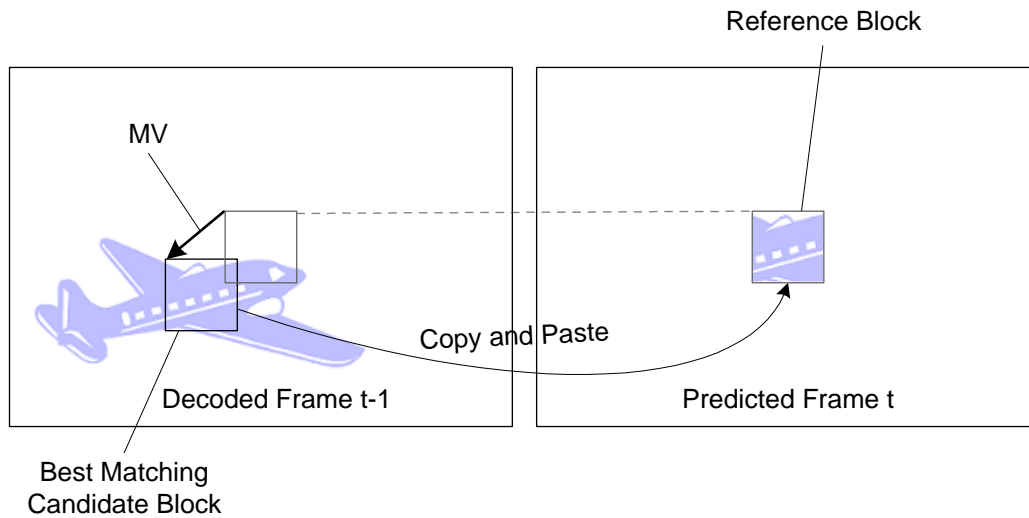 Reference Block
MV
Copy and Paste
Decoded Frame t-1
Predicted Frame t
Best Matching
Candidate Block